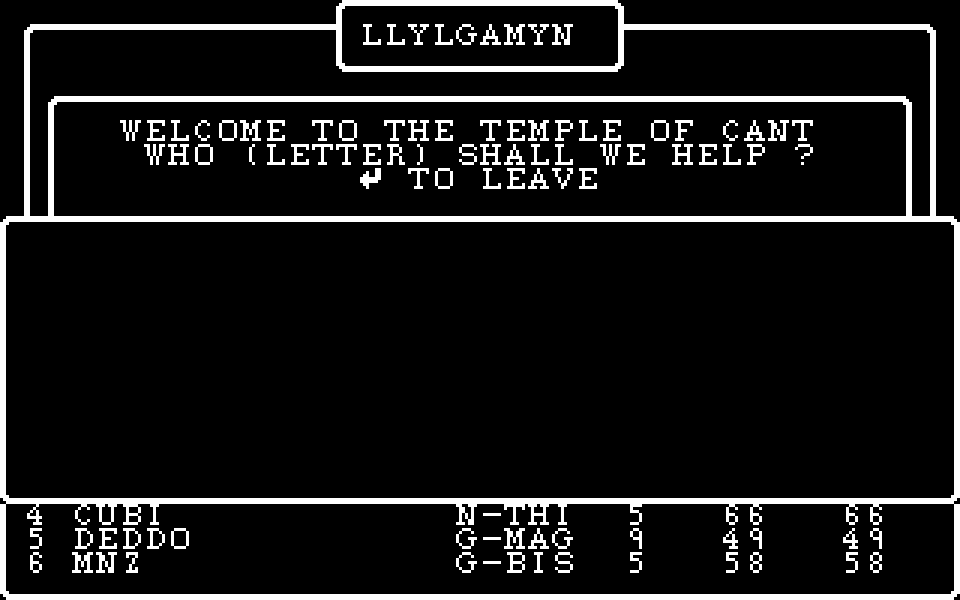 LLYLGAMYN
WELCOME TO THE TEMPLE OF CANT
WHO (LETTER) SHALL WE HELP ?
↵ TO LEAVE
4 CUBI N-THI 5 66 66
5 DEDDO G-MAG 9 49 49
6 MNZ G-BIS 5 58 58